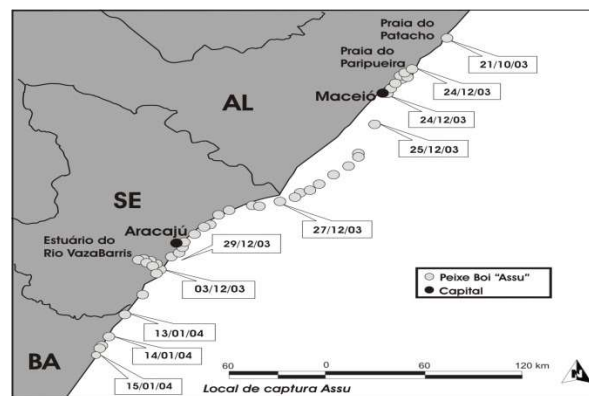 Praia do
Patacho
21/10/03
Praia do
Paripueira
24/12/03
Maceió
24/12/03
AL
25/12/03
SE
27/12/03
Aracajú
29/12/03
Estuário do
Rio VazaBarris
03/12/03
Peixe Boi "Assu"
Capital
13/01/04
14/01/04
BA
15/01/04
60 0 60 120 km
Local de captura Assu
N